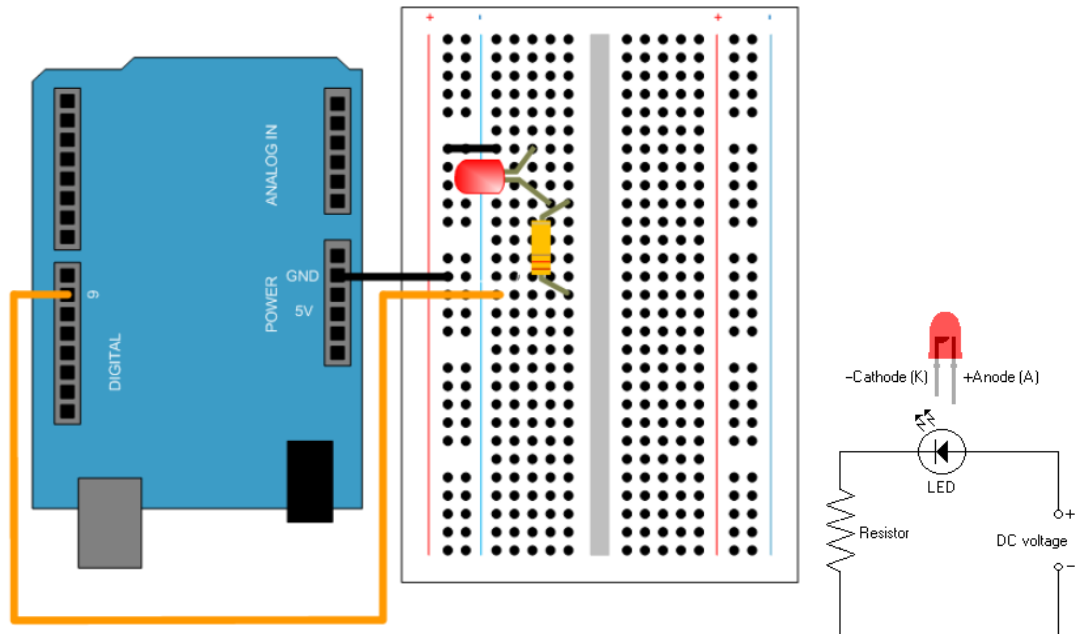 +
-
+
-
ANALOG IN
9
DIGITAL
POWER
GND
5V
-Cathode (K)
+Anode (A)
LED
Resistor
DC voltage
+
-